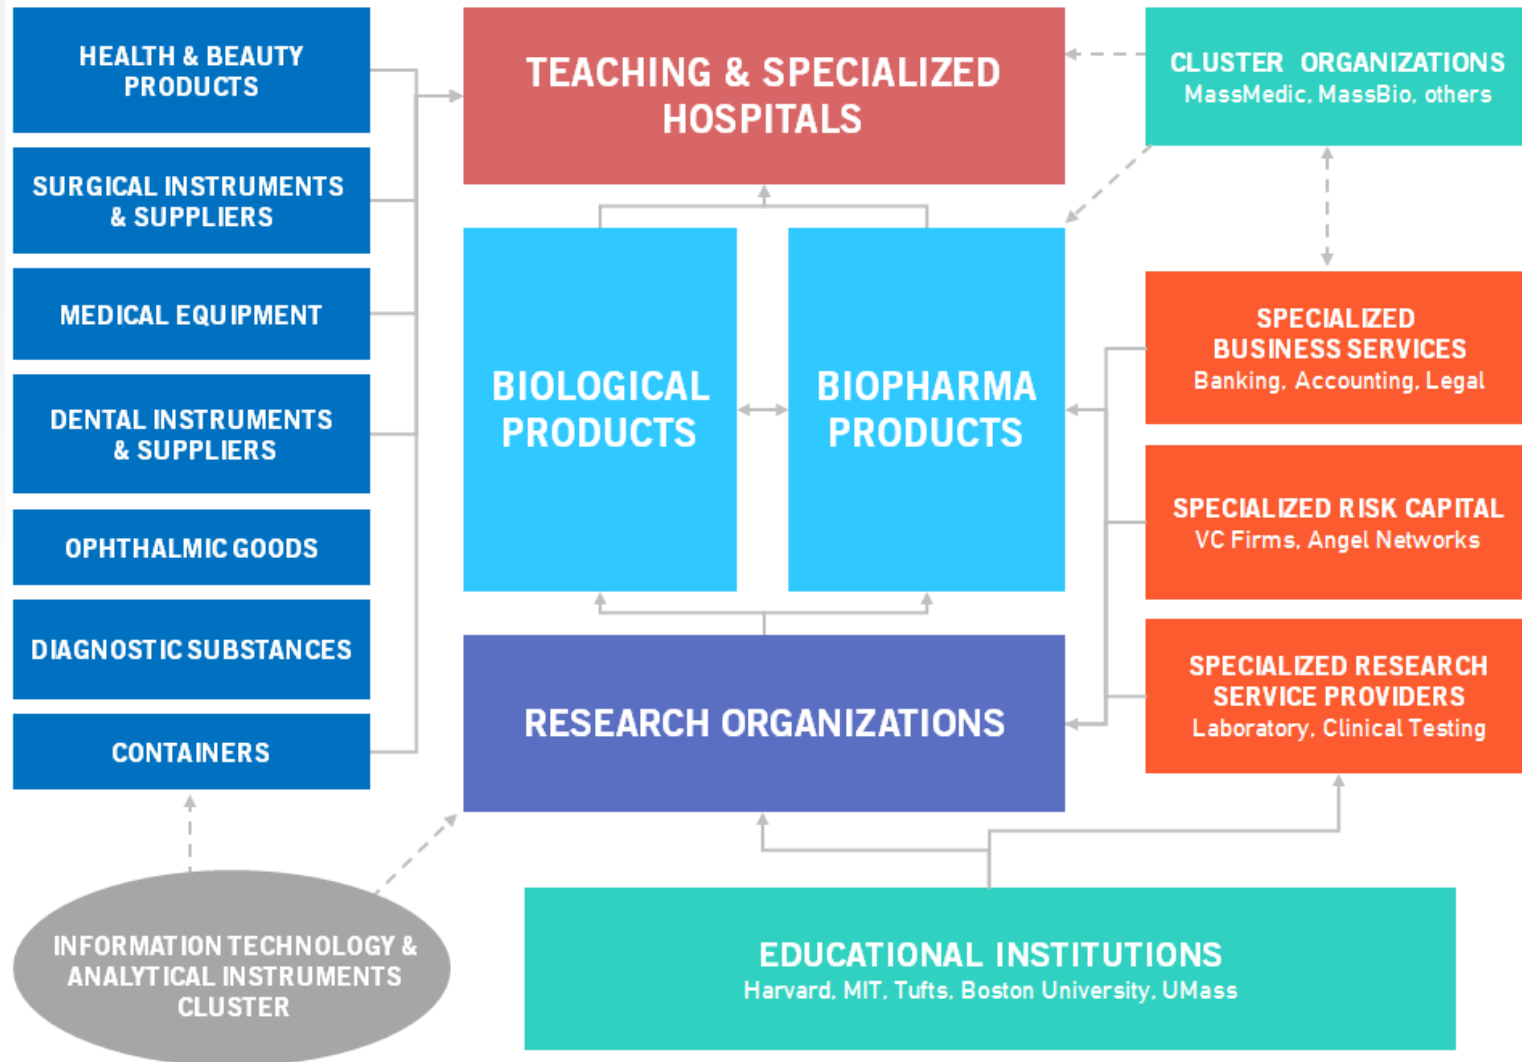 HEALTH & BEAUTY
PRODUCTS
SURGICAL INSTRUMENTS
& SUPPLIERS
MEDICAL EQUIPMENT
DENTAL INSTRUMENTS
& SUPPLIERS
OPHTHALMIC GOODS
DIAGNOSTIC SUBSTANCES
CONTAINERS
INFORMATION TECHNOLOGY &
ANALYTICAL INSTRUMENTS
CLUSTER
TEACHING & SPECIALIZED
HOSPITALS
BIOLOGICAL
PRODUCTS
BIOPHARMA
PRODUCTS
RESEARCH ORGANIZATIONS
EDUCATIONAL INSTITUTIONS
Harvard, MIT, Tufts, Boston University, UMass
CLUSTER ORGANIZATIONS
MassMedic, MassBio, others
SPECIALIZED
BUSINESS SERVICES
Banking, Accounting, Legal
SPECIALIZED RISK CAPITAL
VC Firms, Angel Networks
SPECIALIZED RESEARCH
SERVICE PROVIDERS
Laboratory, Clinical Testing